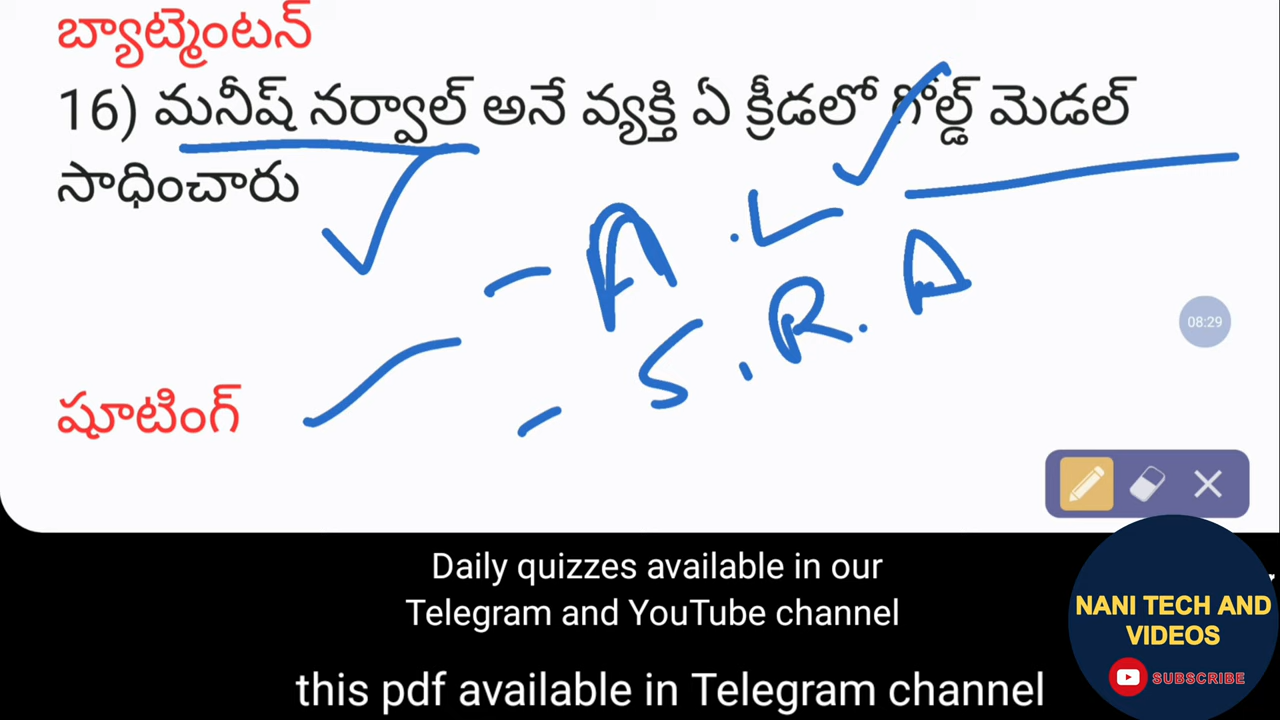 బ్యాట్మెంటన్
16) మనీష్ నర్వాల్ అనే వ్యక్తి ఏ క్రీడలో గోల్డ్ మెడల్
సాధించారు
A.L
S.R.A
షూటింగ్
08:29
Daily quizzes available in our
Telegram and YouTube channel
this pdf available in Telegram channel
NANI TECH AND
VIDEOS
SUBSCRIBE